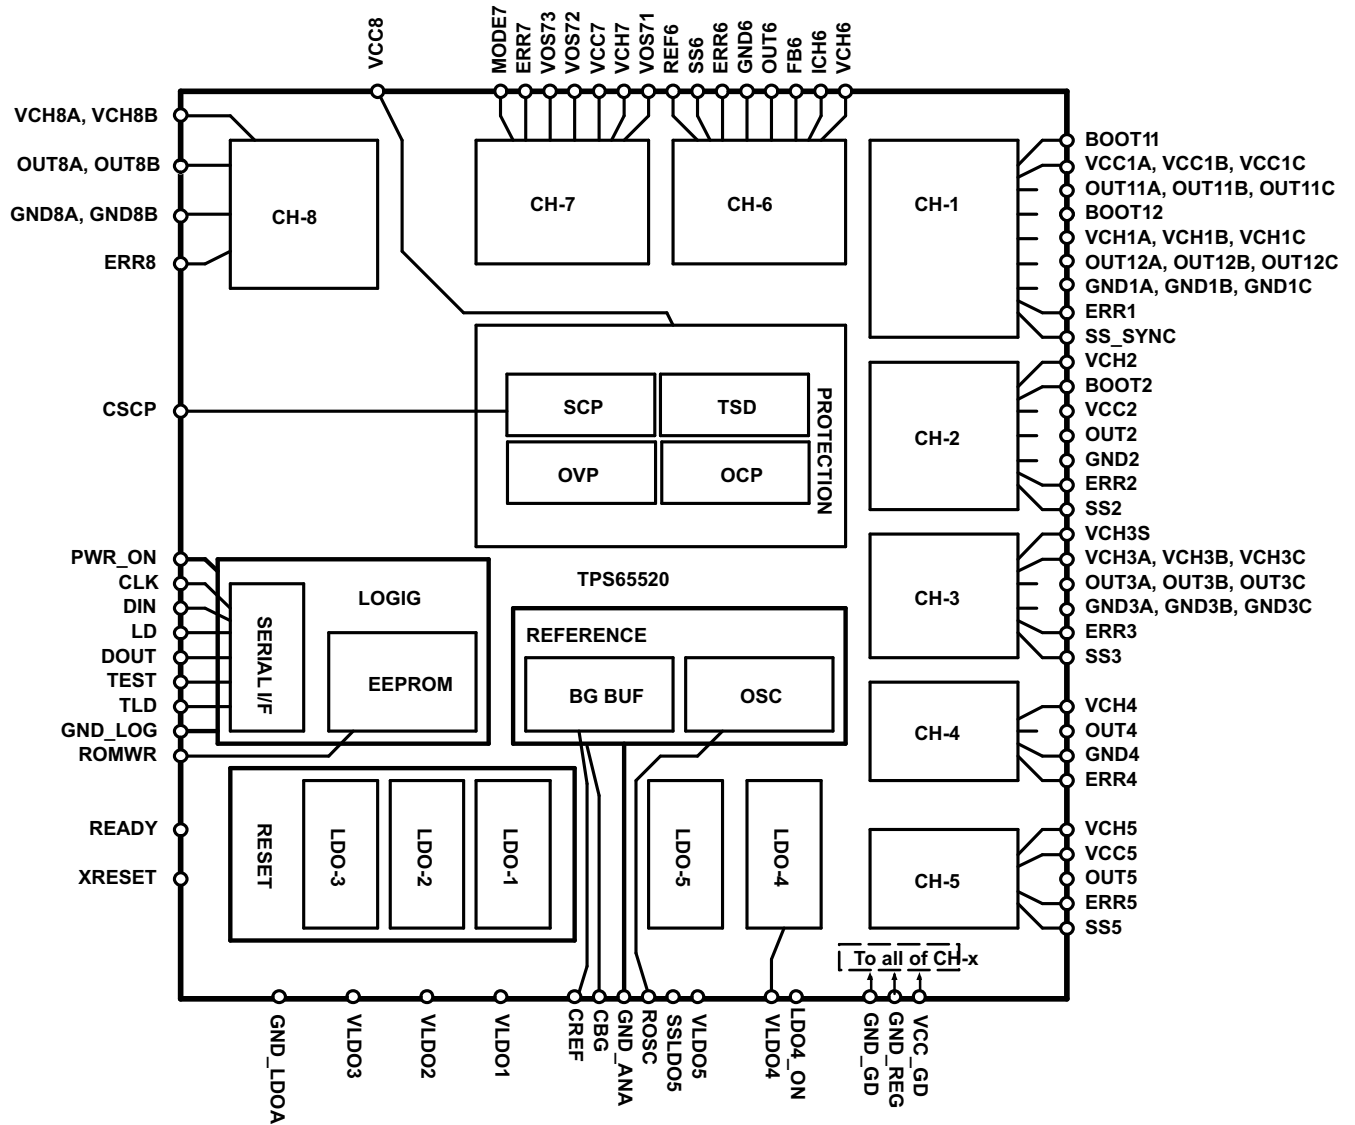 VCC8
MODE7
ERR7
VOS73
VOS72
VCC7
VCH7
VOS71
REF6
SS6
ERR6
GND6
OUT6
FB6
ICH6
VCH6
VCH8A, VCH8B
OUT8A, OUT8B
GND8A, GND8B
ERR8
CSCP
PWR_ON
CLK
DIN
LD
DOUT
TEST
TLD
GND_LOG
ROMWR
READY
XRESET
CH-8
CH-7
CH-6
CH-1
BOOT11
VCC1A, VCC1B, VCC1C
OUT11A, OUT11B, OUT11C
BOOT12
VCH1A, VCH1B, VCH1C
OUT12A, OUT12B, OUT12C
GND1A, GND1B, GND1C
ERR1
SS_SYNC
SCP
TSD
OVP
OCP
PROTECTION
CH-2
VCH2
BOOT2
VCC2
OUT2
GND2
ERR2
SS2
TPS65520
CH-3
VCH3S
VCH3A, VCH3B, VCH3C
OUT3A, OUT3B, OUT3C
GND3A, GND3B, GND3C
ERR3
SS3
LOGIG
SERIAL I/F
EEPROM
REFERENCE
BG BUF
OSC
CH-4
VCH4
OUT4
GND4
ERR4
RESET
LDO-3
LDO-2
LDO-1
LDO-5
LDO-4
CH-5
VCH5
VCC5
OUT5
ERR5
SS5
To all of CH-x
GND_LDOA
VLDO3
VLDO2
VLDO1
CREF
CBG
GND_ANA
ROSC
SSLDO5
VLDO5
VLDO4
LDO4_ON
GND_GD
GND_REG
VCC_GD